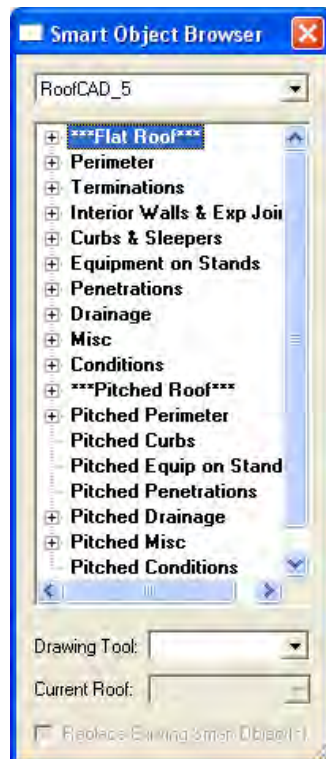 Smart Object Browser
RoofCAD_5
***Flat Roof***
Perimeter
Terminations
Interior Walls & Exp Join
Curbs & Sleepers
Equipment on Stands
Penetrations
Drainage
Misc
Conditions
***Pitched Roof***
Pitched Perimeter
Pitched Curbs
Pitched Equip on Stand
Pitched Penetrations
Pitched Drainage
Pitched Misc
Pitched Conditions
Drawing Tool:
Current Roof:
Replace Existing Smart Object(s)